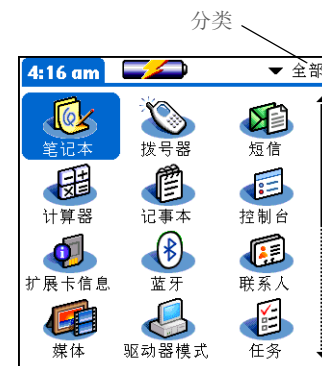 分类
4:16 am ▼ 全部
笔记本 拨号器 短信
计算器 记事本 控制台
扩展卡信息 蓝牙 联系人
媒体 驱动器模式 任务